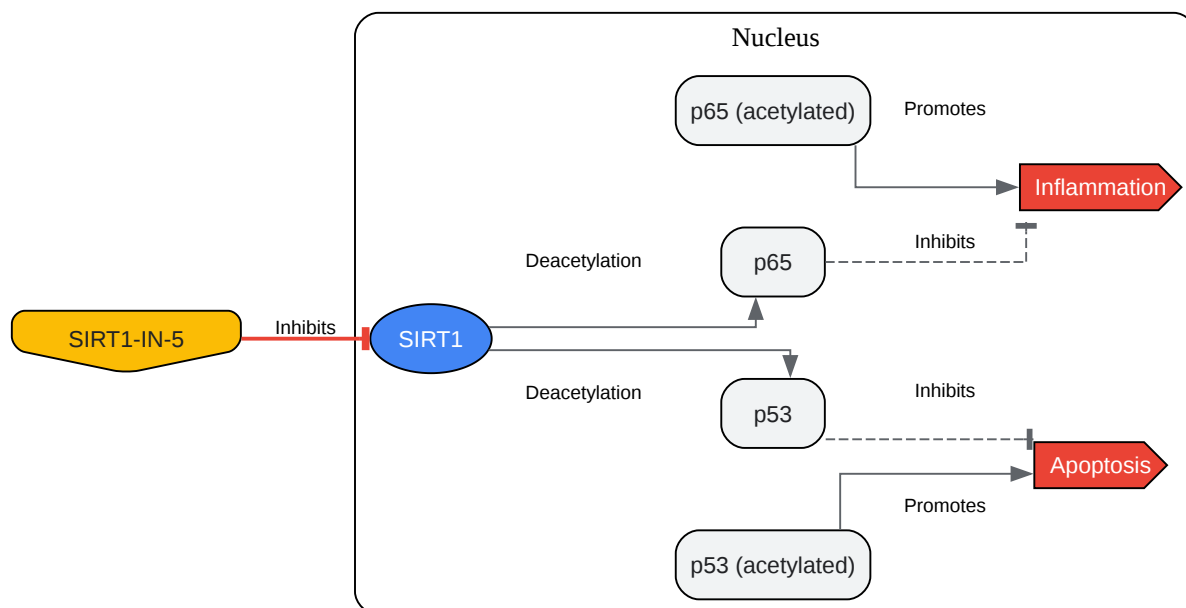 Nucleus
p65 (acetylated)
Promotes
Inflammation
Inhibits
Deacetylation
p65
SIRT1-IN-5
Inhibits
SIRT1
Deacetylation
p53
Inhibits
Apoptosis
Promotes
p53 (acetylated)